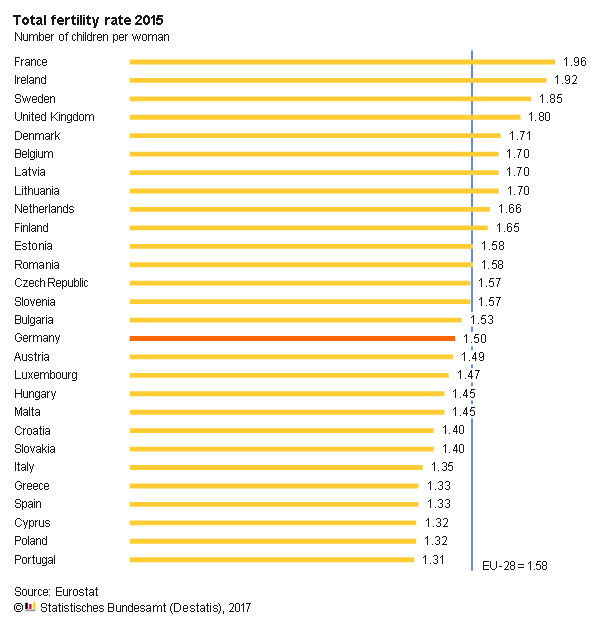 Total fertility rate 2015
Number of children per woman
France 1.96
Ireland 1.92
Sweden 1.85
United Kingdom 1.80
Denmark 1.71
Belgium 1.70
Latvia 1.70
Lithuania 1.70
Netherlands 1.66
Finland 1.65
Estonia 1.58
Romania 1.58
Czech Republic 1.57
Slovenia 1.57
Bulgaria 1.53
Germany 1.50
Austria 1.49
Luxembourg 1.47
Hungary 1.45
Malta 1.45
Croatia 1.40
Slovakia 1.40
Italy 1.35
Greece 1.33
Spain 1.33
Cyprus 1.32
Poland 1.32
Portugal 1.31
EU-28 = 1.58
Source: Eurostat
© Statistisches Bundesamt (Destatis), 2017